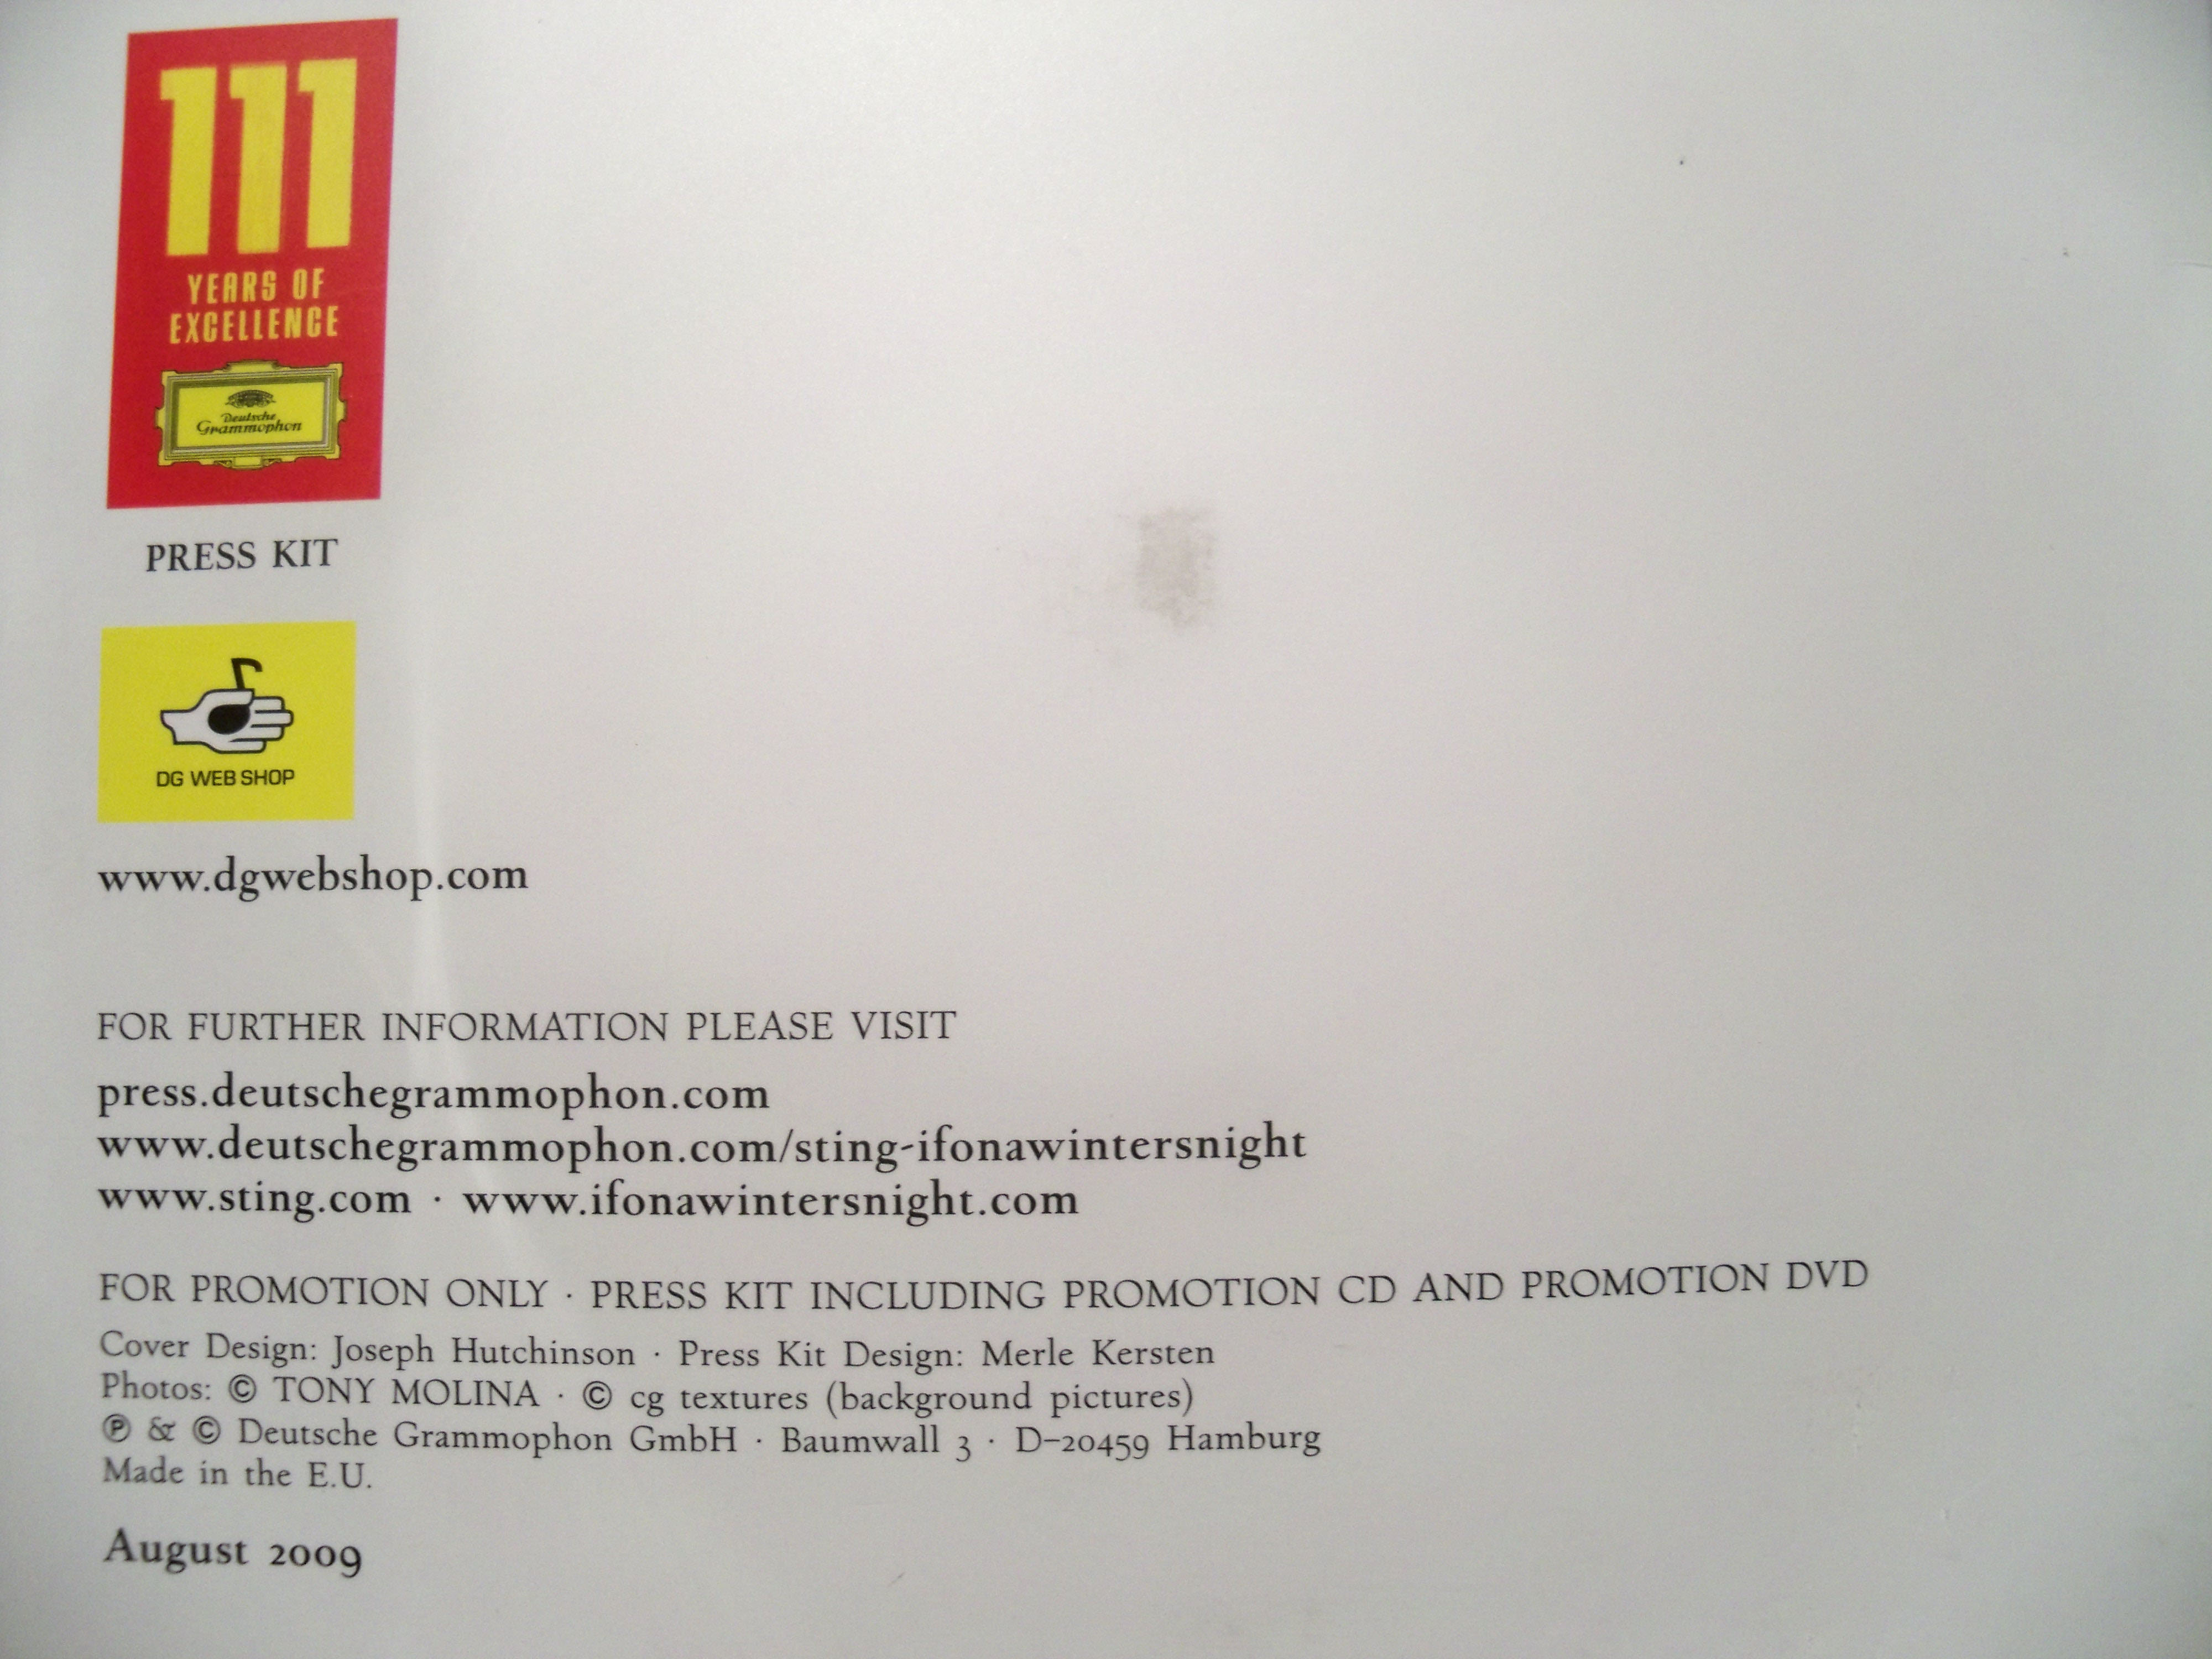 111
YEARS OF
EXCELLENCE
Deutsche
Grammophon
PRESS KIT
DG WEB SHOP
www.dgwebshop.com
FOR FURTHER INFORMATION PLEASE VISIT
press.deutschegrammophon.com
www.deutschegrammophon.com/sting-ifonawintersnight
www.sting.com · www.ifonawintersnight.com
FOR PROMOTION ONLY · PRESS KIT INCLUDING PROMOTION CD AND PROMOTION DVD
Cover Design: Joseph Hutchinson · Press Kit Design: Merle Kersten
Photos: © TONY MOLINA · © cg textures (background pictures)
℗ & © Deutsche Grammophon GmbH · Baumwall 3 · D-20459 Hamburg
Made in the E.U.
August 2009